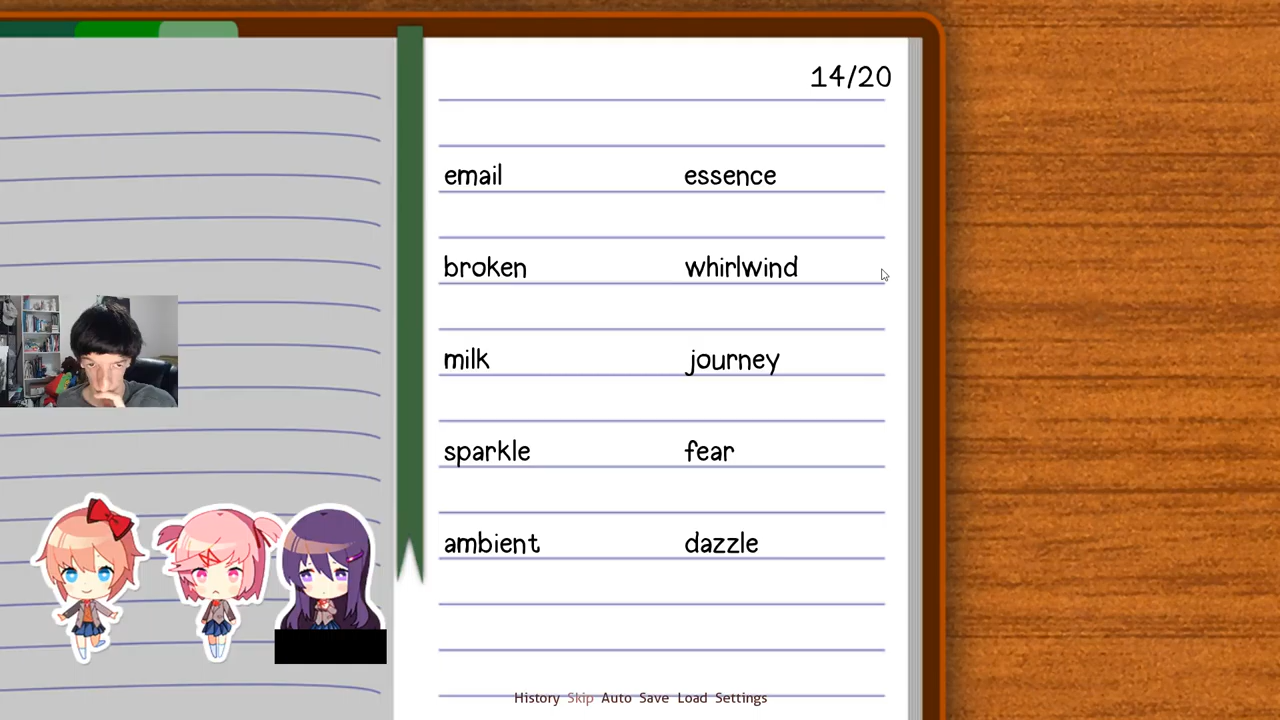 14/20
email essence
broken whirlwind
milk journey
sparkle fear
ambient dazzle
History Skip Auto Save Load Settings